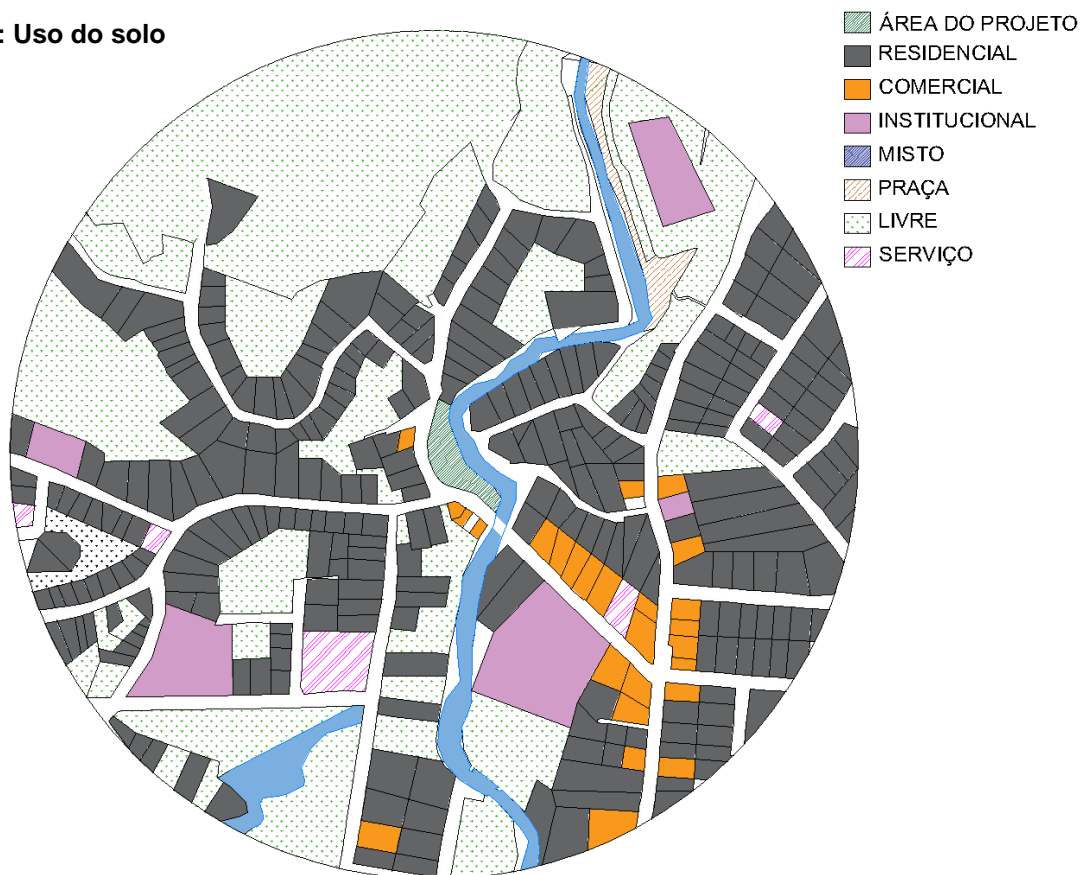 : Uso do solo
ÁREA DO PROJETO
RESIDENCIAL
COMERCIAL
INSTITUCIONAL
MISTO
PRAÇA
LIVRE
SERVIÇO